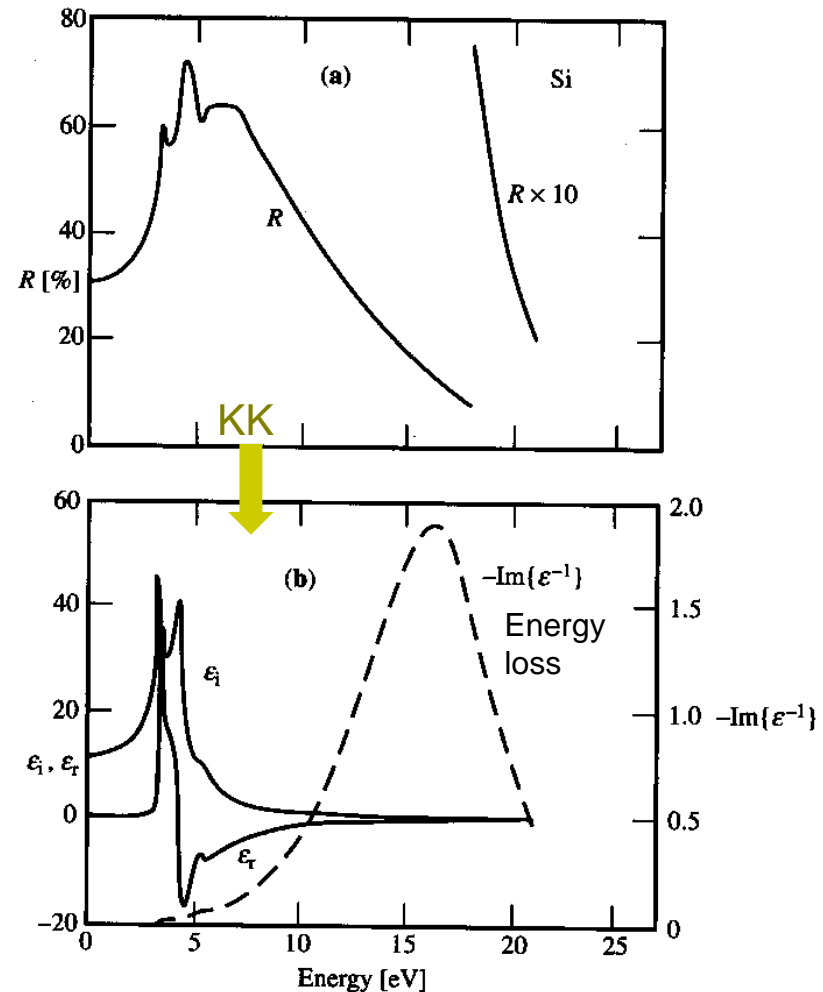 80
(a)
Si
60
R × 10
R
40
R [%]
20
KK
0
60
2.0
(b)
−Im{ε⁻¹}
40
1.5
Energy
loss
εᵢ
20
1.0
−Im{ε⁻¹}
εᵢ, εᵣ
0
0.5
εᵣ
−20
0
0
5
10
15
20
25
Energy [eV]